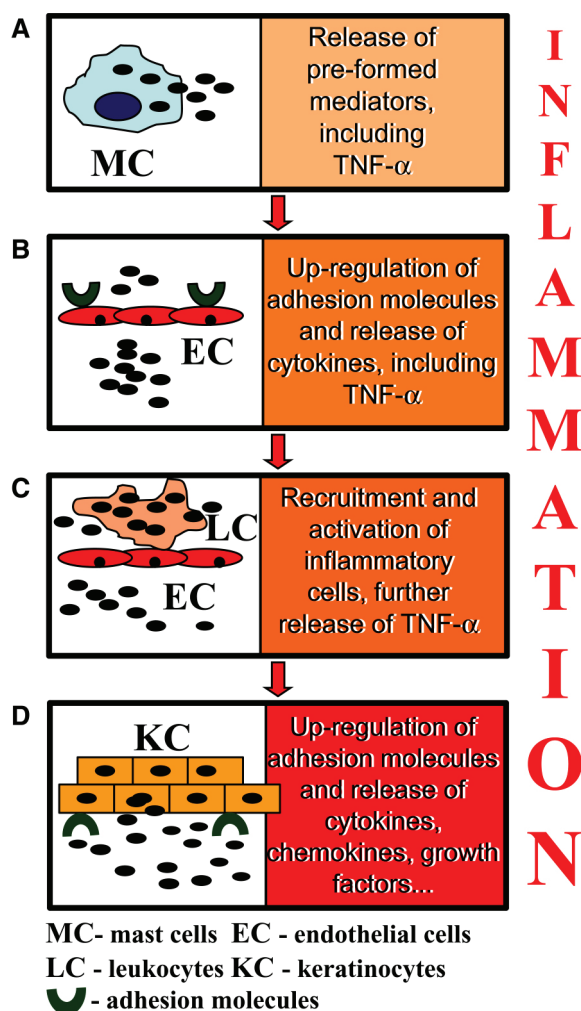 A
Release of
pre-formed
mediators,
including
TNF-α
MC
B
Up-regulation of
adhesion molecules
and release of
cytokines, including
TNF-α
EC
C
Recruitment and
activation of
inflammatory
cells, further
release of TNF-α
LC
EC
D
KC
Up-regulation of
adhesion molecules
and release of
cytokines,
chemokines, growth
factors...
INFLAMMATION
MC- mast cells EC - endothelial cells
LC - leukocytes KC - keratinocytes
- adhesion molecules